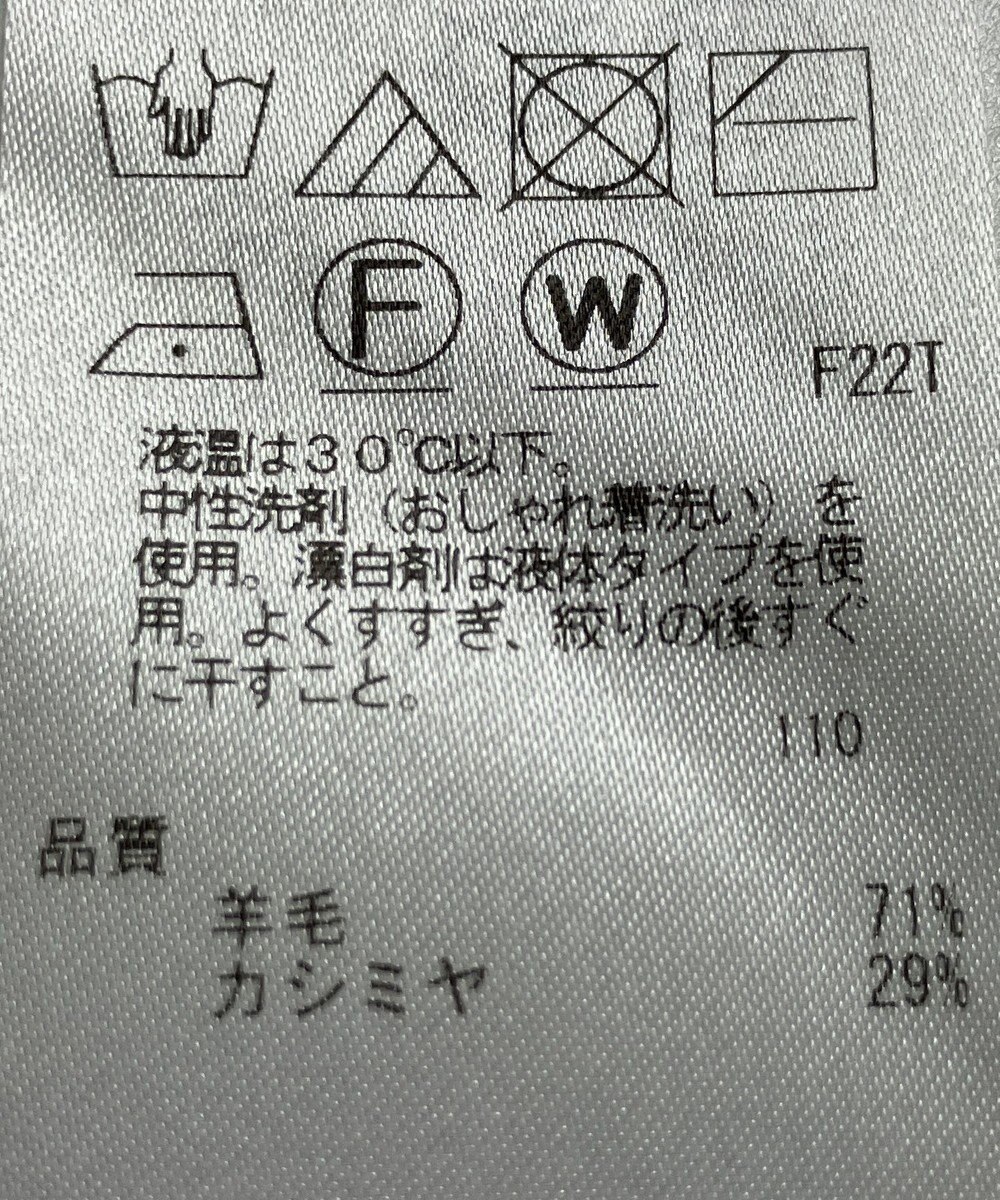 F W
F22T
液温は30℃以下。
中性洗剤（おしゃれ着洗い）を
使用。漂白剤は液体タイプを使
用。よくすすぎ、絞りの後すぐ
に干すこと。
110
品質
羊毛 71%
カシミヤ 29%